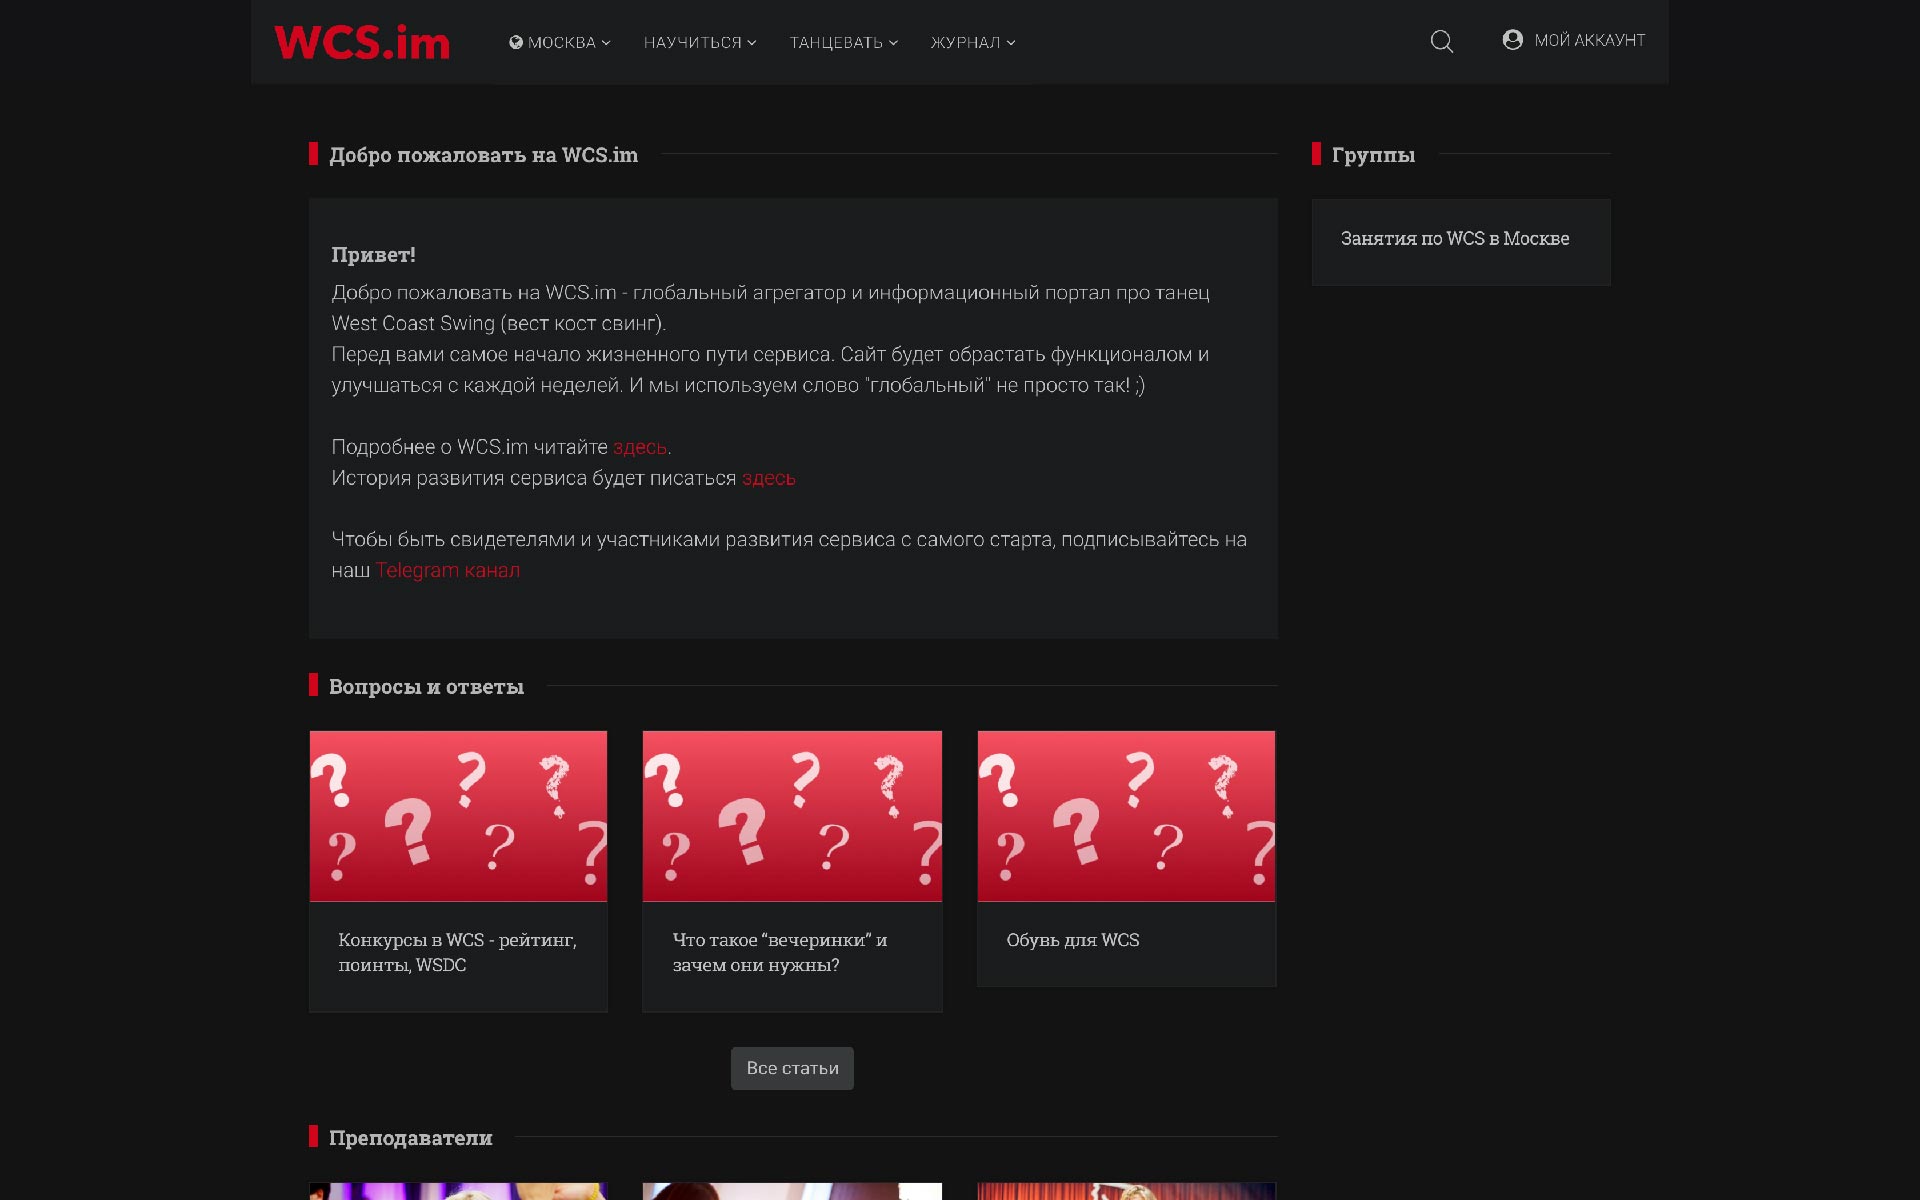 WCS.im
МОСКВА
НАУЧИТЬСЯ
ТАНЦЕВАТЬ
ЖУРНАЛ
МОЙ АККАУНТ
Добро пожаловать на WCS.im
Группы
Занятия по WCS в Москве
Привет!
Добро пожаловать на WCS.im - глобальный агрегатор и информационный портал про танец
West Coast Swing (вест кост свинг).
Перед вами самое начало жизненного пути сервиса. Сайт будет обрастать функционалом и
улучшаться с каждой неделей. И мы используем слово "глобальный" не просто так! ;)
Подробнее о WCS.im читайте здесь.
История развития сервиса будет писаться здесь
Чтобы быть свидетелями и участниками развития сервиса с самого старта, подписывайтесь на
наш Telegram канал
Вопросы и ответы
? ? ? ? ? ? ?
? ? ? ? ? ? ?
? ? ? ? ? ? ?
Конкурсы в WCS - рейтинг,
поинты, WSDC
Что такое “вечеринки” и
зачем они нужны?
Обувь для WCS
Все статьи
Преподаватели